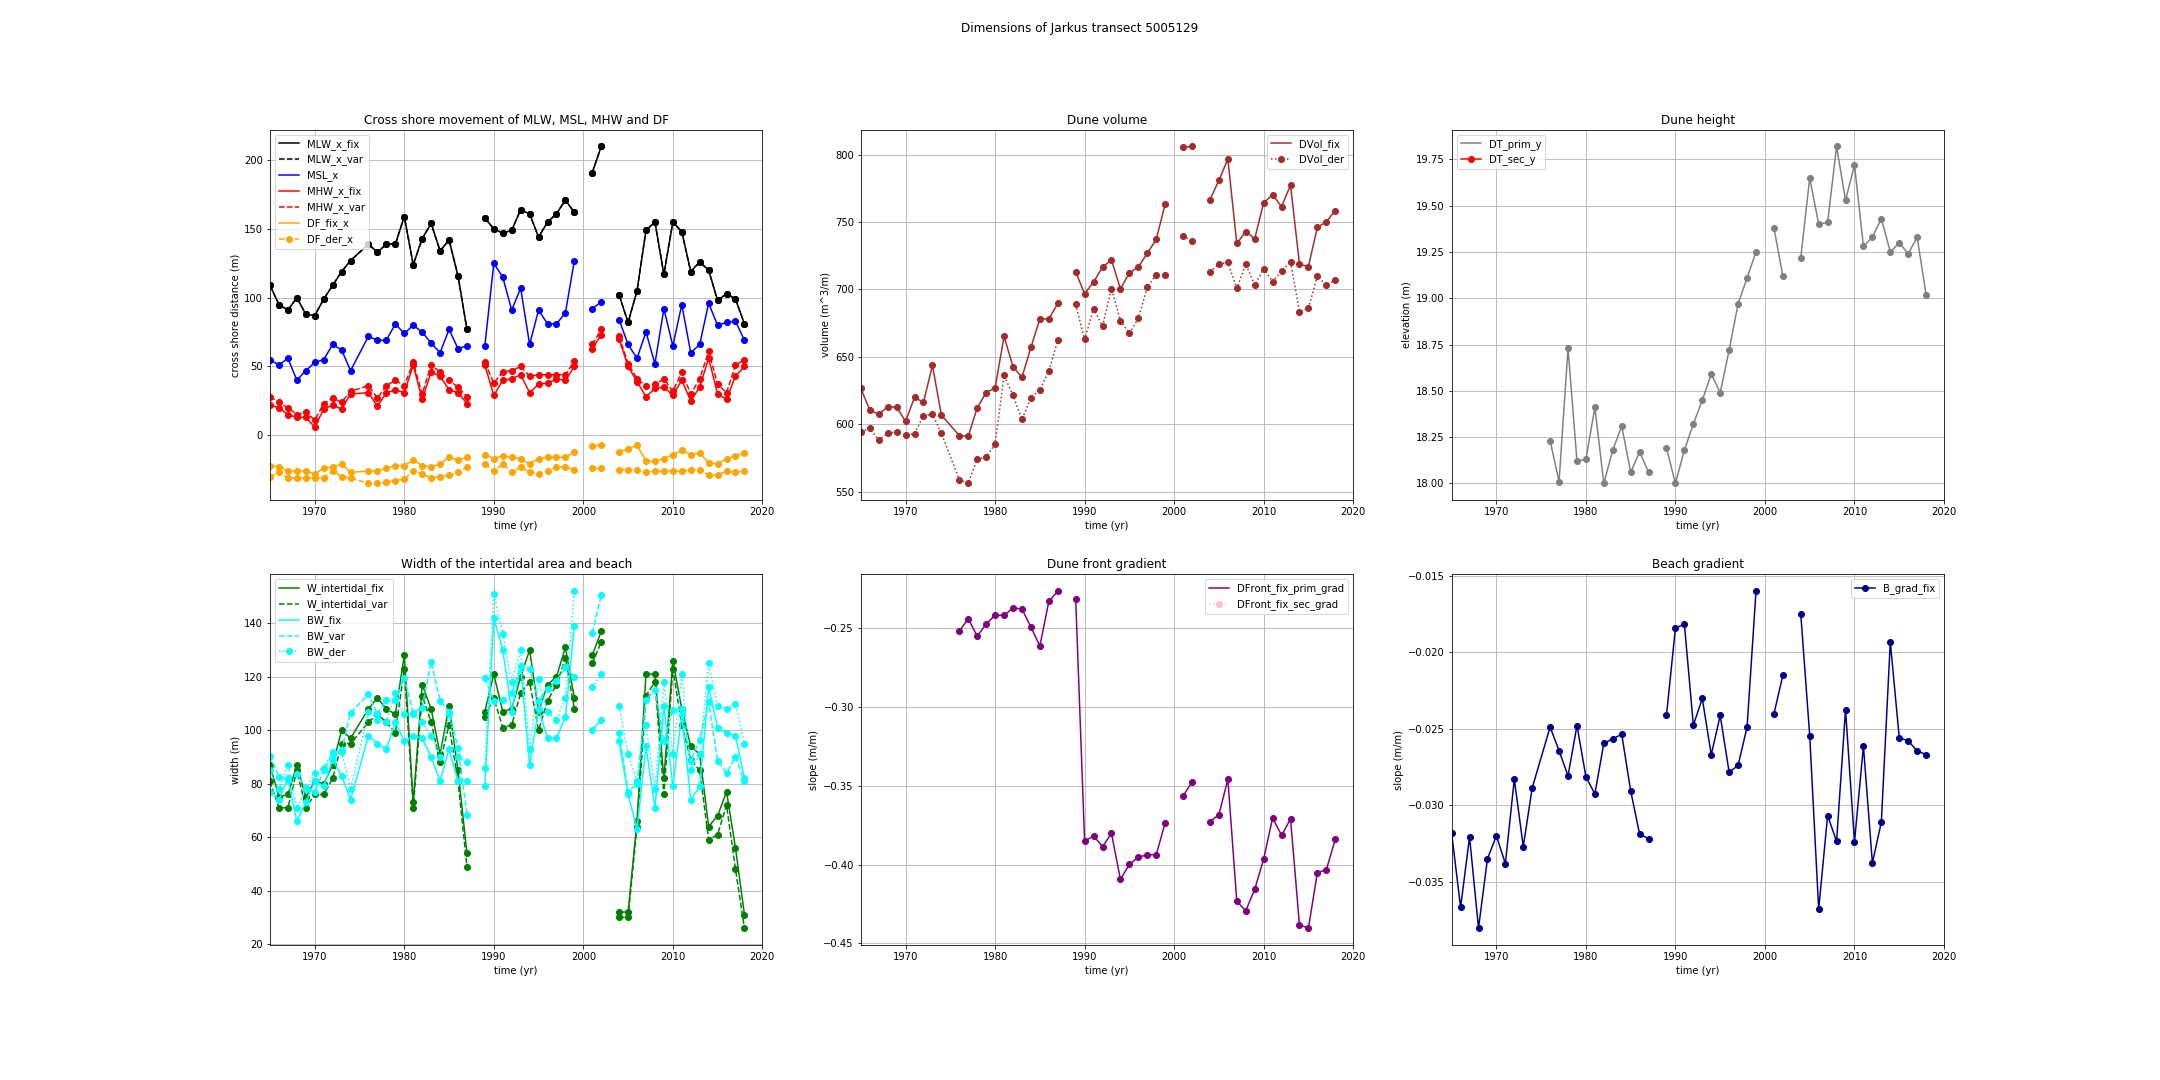 Dimensions of Jarkus transect 5005129
Cross shore movement of MLW, MSL, MHW and DF
MLW_x_fix
MLW_x_var
MSL_x
MHW_x_fix
MHW_x_var
DF_fix_x
DF_der_x
cross shore distance (m)
200
150
100
50
0
1970 1980 1990 2000 2010 2020
time (yr)
Dune volume
DVol_fix
DVol_der
volume (m^3/m)
800
750
700
650
600
550
1970 1980 1990 2000 2010 2020
time (yr)
Dune height
DT_prim_y
DT_sec_y
elevation (m)
19.75
19.50
19.25
19.00
18.75
18.50
18.25
18.00
1970 1980 1990 2000 2010 2020
time (yr)
Width of the intertidal area and beach
W_intertidal_fix
W_intertidal_var
BW_fix
BW_var
BW_der
width (m)
140
120
100
80
60
40
20
1970 1980 1990 2000 2010 2020
time (yr)
Dune front gradient
DFront_fix_prim_grad
DFront_fix_sec_grad
slope (m/m)
−0.25
−0.30
−0.35
−0.40
−0.45
1970 1980 1990 2000 2010 2020
time (yr)
Beach gradient
B_grad_fix
slope (m/m)
−0.015
−0.020
−0.025
−0.030
−0.035
1970 1980 1990 2000 2010 2020
time (yr)